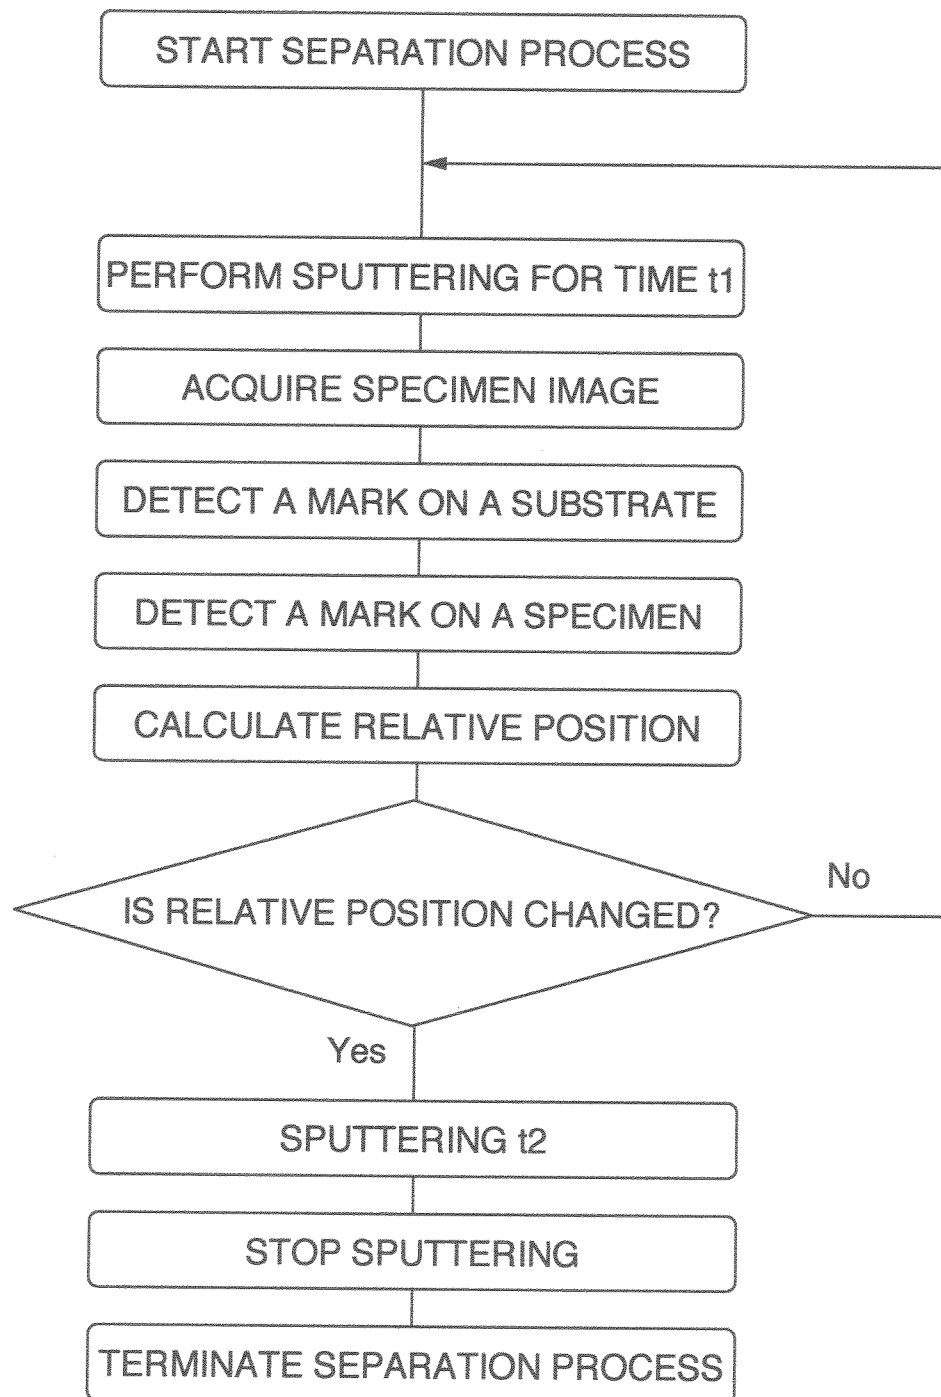 START SEPARATION PROCESS
PERFORM SPUTTERING FOR TIME t1
ACQUIRE SPECIMEN IMAGE
DETECT A MARK ON A SUBSTRATE
DETECT A MARK ON A SPECIMEN
CALCULATE RELATIVE POSITION
IS RELATIVE POSITION CHANGED?
No
Yes
SPUTTERING t2
STOP SPUTTERING
TERMINATE SEPARATION PROCESS